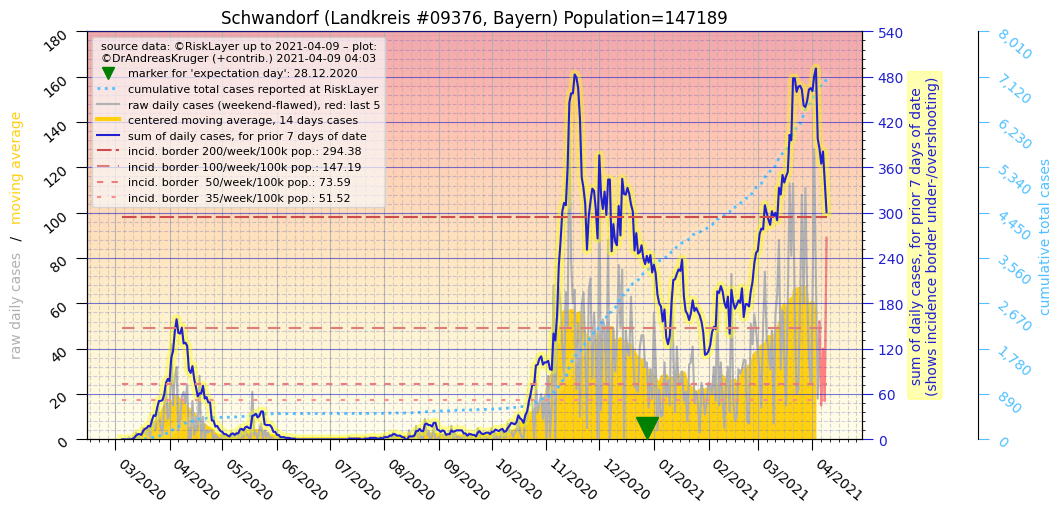 Schwandorf (Landkreis #09376, Bayern) Population=147189
source data: ©RiskLayer up to 2021-04-09 – plot:
©DrAndreasKruger (+contrib.) 2021-04-09 04:03
marker for 'expectation day': 28.12.2020
cumulative total cases reported at RiskLayer
raw daily cases (weekend-flawed), red: last 5
centered moving average, 14 days cases
sum of daily cases, for prior 7 days of date
incid. border 200/week/100k pop.: 294.38
incid. border 100/week/100k pop.: 147.19
incid. border  50/week/100k pop.: 73.59
incid. border  35/week/100k pop.: 51.52
raw daily cases   /   moving average
180
160
140
120
100
80
60
40
20
0
03/2020
04/2020
05/2020
06/2020
07/2020
08/2020
09/2020
10/2020
11/2020
12/2020
01/2021
02/2021
03/2021
04/2021
540
480
420
360
300
240
180
120
60
0
sum of daily cases, for prior 7 days of date
(shows incidence border under-/overshooting)
8,010
7,120
6,230
5,340
4,450
3,560
2,670
1,780
890
0
cumulative total cases